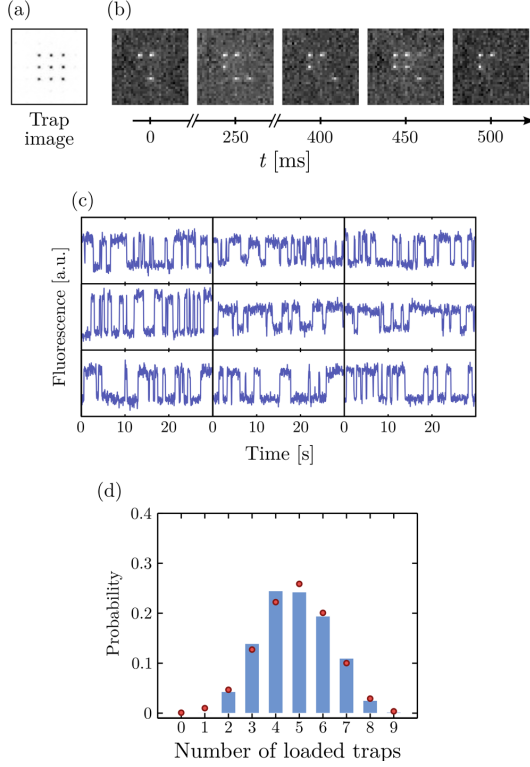 (a)
(b)
Trap
image
0
250
400
450
500
t [ms]
(c)
Fluorescence [a.u.]
0 10 20 0 10 20 0 10 20
Time [s]
(d)
0.4
0.3
0.2
0.1
0
Probability
0 1 2 3 4 5 6 7 8 9
Number of loaded traps